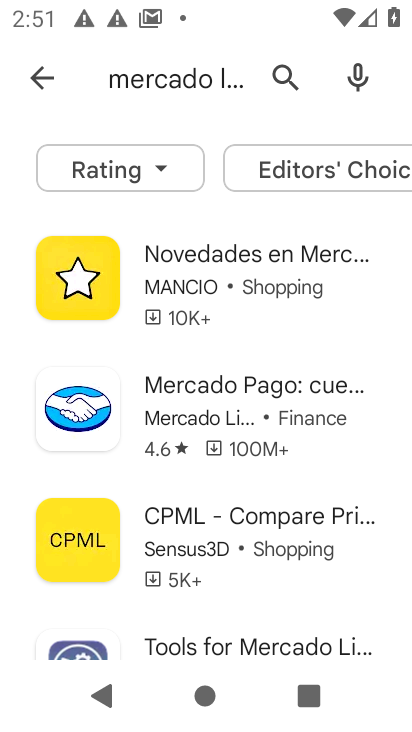 2:51
mercado l...
Rating
Editors' Choic
Novedades en Merc...
MANCIO • Shopping
10K+
Mercado Pago: cue...
Mercado Li... • Finance
4.6★ 100M+
CPML
CPML - Compare Pri...
Sensus3D • Shopping
5K+
Tools for Mercado Li...